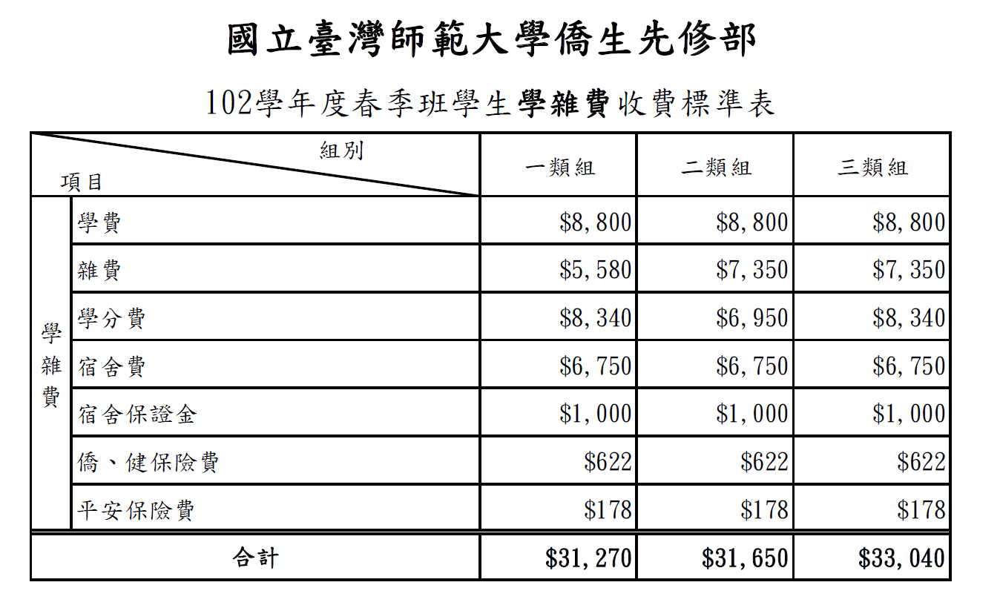 國立臺灣師範大學僑生先修部
102學年度春季班學生學雜費收費標準表
組別
項目
一類組 二類組 三類組
學雜費
學費 $8,800 $8,800 $8,800
雜費 $5,580 $7,350 $7,350
學分費 $8,340 $6,950 $8,340
宿舍費 $6,750 $6,750 $6,750
宿舍保證金 $1,000 $1,000 $1,000
僑、健保險費 $622 $622 $622
平安保險費 $178 $178 $178
合計 $31,270 $31,650 $33,040